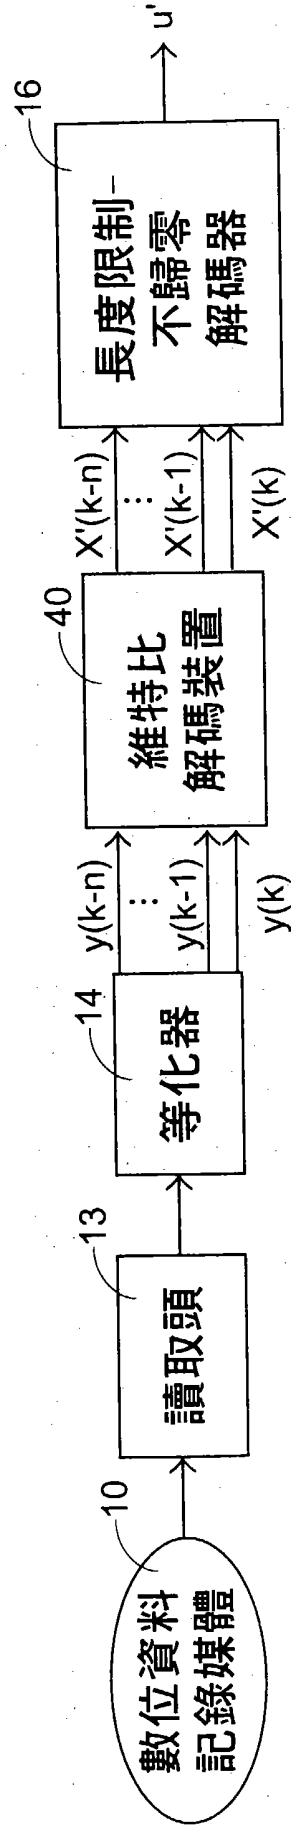 10
數位資料
記錄媒體
13
讀取頭
14
等化器
y(k-n)
⋮
y(k-1)
y(k)
40
維特比
解碼裝置
X'(k-n)
⋮
X'(k-1)
X'(k)
16
長度限制-
不歸零
解碼器
u'